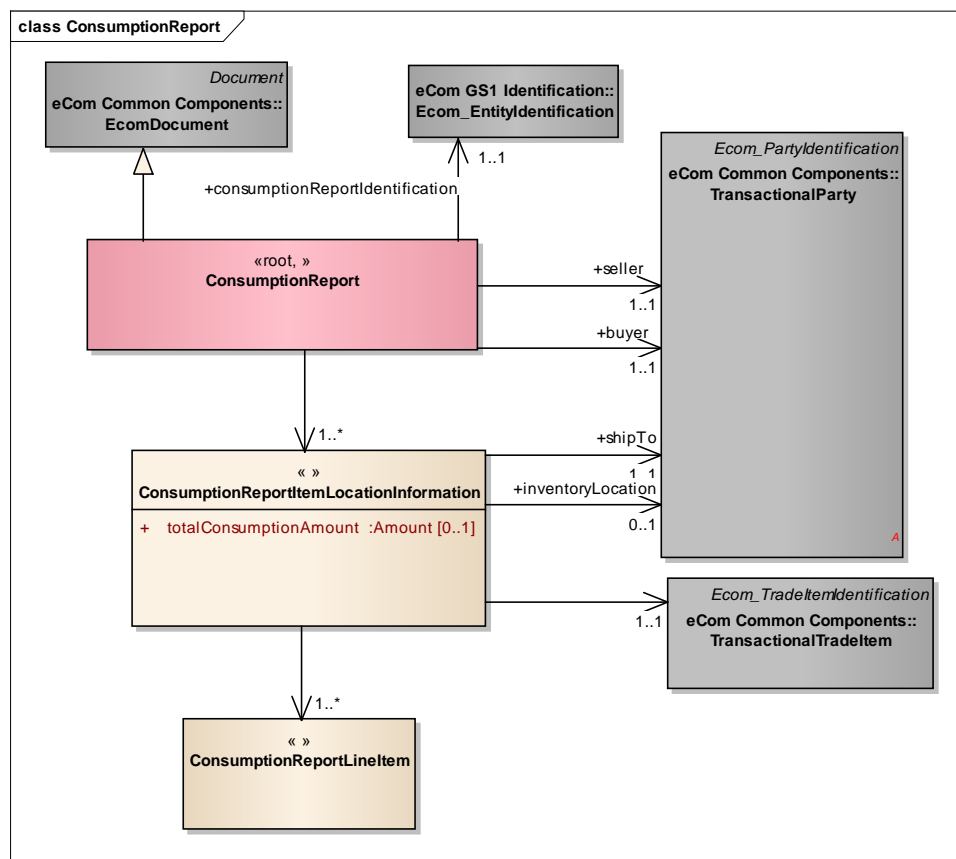 class ConsumptionReport
Document
eCom Common Components::
EcomDocument
eCom GS1 Identification::
Ecom_EntityIdentification
1..1
+consumptionReportIdentification
Ecom_PartyIdentification
eCom Common Components::
TransactionalParty
«root, »
ConsumptionReport
+seller
1..1
+buyer
1..1
1..*
+shipTo
1..1
« »
ConsumptionReportItemLocationInformation
+inventoryLocation
0..1
+ totalConsumptionAmount :Amount [0..1]
A
Ecom_TradeItemIdentification
1..1
eCom Common Components::
TransactionalTradeItem
1..*
« »
ConsumptionReportLineItem